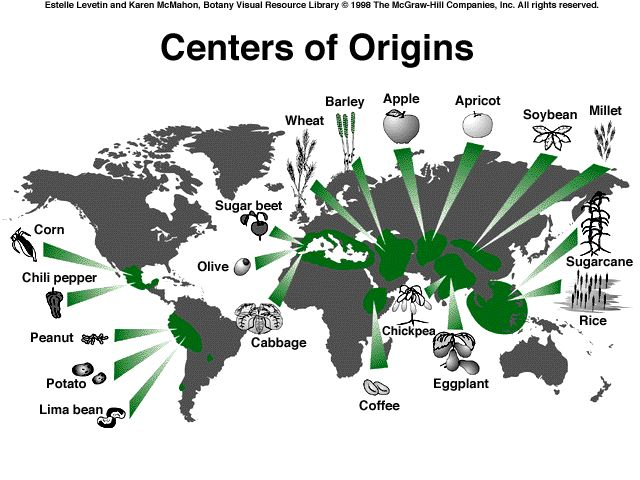 Estelle Levetin and Karen McMahon, Botany Visual Resource Library © 1998 The McGraw-Hill Companies, Inc. All rights reserved.
Centers of Origins
Wheat
Barley
Apple
Apricot
Soybean
Millet
Sugar beet
Corn
Olive
Sugarcane
Chili pepper
Rice
Peanut
Cabbage
Chickpea
Potato
Eggplant
Lima bean
Coffee